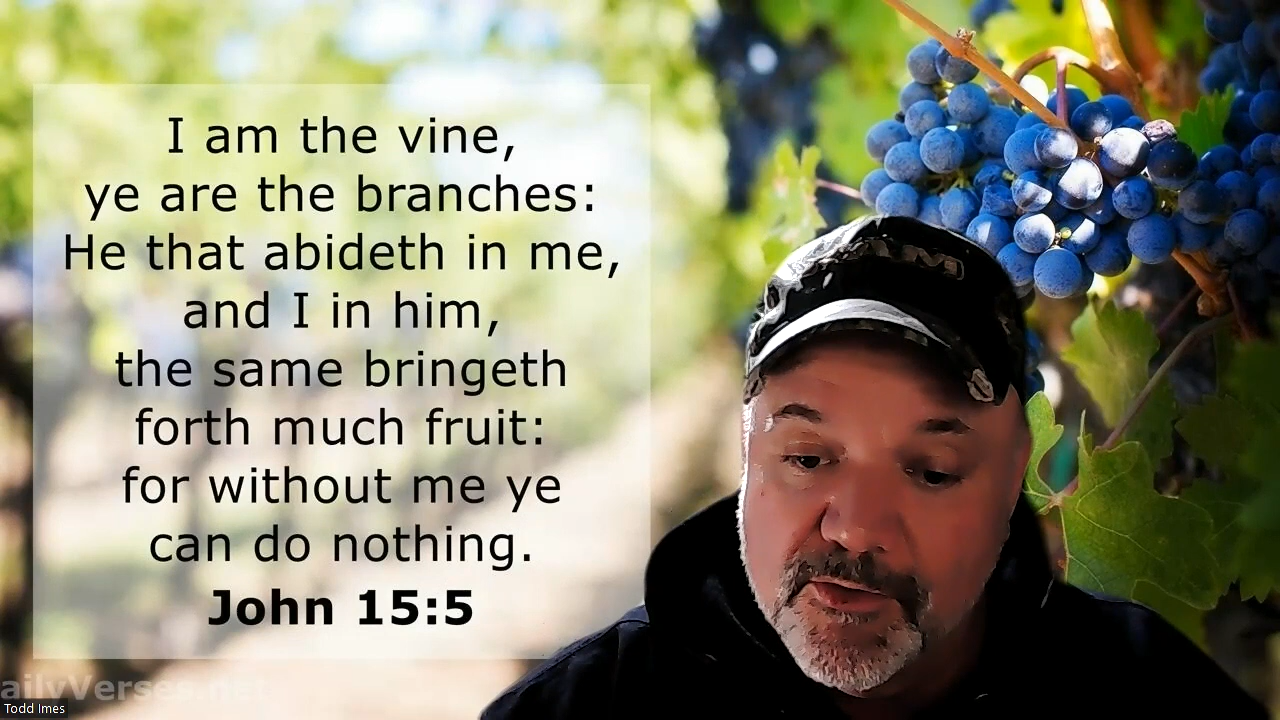 I am the vine,
ye are the branches:
He that abideth in me,
and I in him,
the same bringeth
forth much fruit:
for without me ye
can do nothing.
John 15:5
Todd Imes